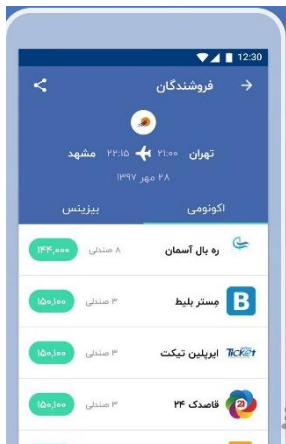 12:30
فروشندگان
تهران ۲۱:۰۰ ۲۲:۱۵ مشهد
۲۸ مهر ۱۳۹۷
اکونومی بیزینس
ره بال آسمان ۸ صندلی ۱۴۴,۰۰۰
مستر بلیط ۳ صندلی ۱۵۰,۱۰۰
B
ایرپلین تیکت ۳ صندلی ۱۵۰,۱۰۰
Ticket
قاصدک ۲۴ ۳ صندلی ۱۵۰,۱۰۰